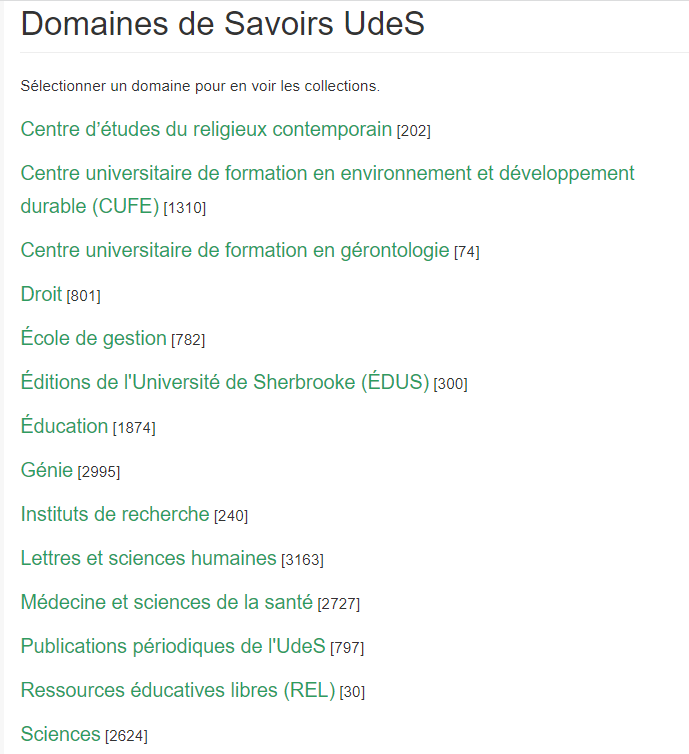 Domaines de Savoirs UdeS
Sélectionner un domaine pour en voir les collections.
Centre d'études du religieux contemporain [202]
Centre universitaire de formation en environnement et développement
durable (CUFE) [1310]
Centre universitaire de formation en gérontologie [74]
Droit [801]
École de gestion [782]
Éditions de l'Université de Sherbrooke (ÉDUS) [300]
Éducation [1874]
Génie [2995]
Instituts de recherche [240]
Lettres et sciences humaines [3163]
Médecine et sciences de la santé [2727]
Publications périodiques de l'UdeS [797]
Ressources éducatives libres (REL) [30]
Sciences [2624]